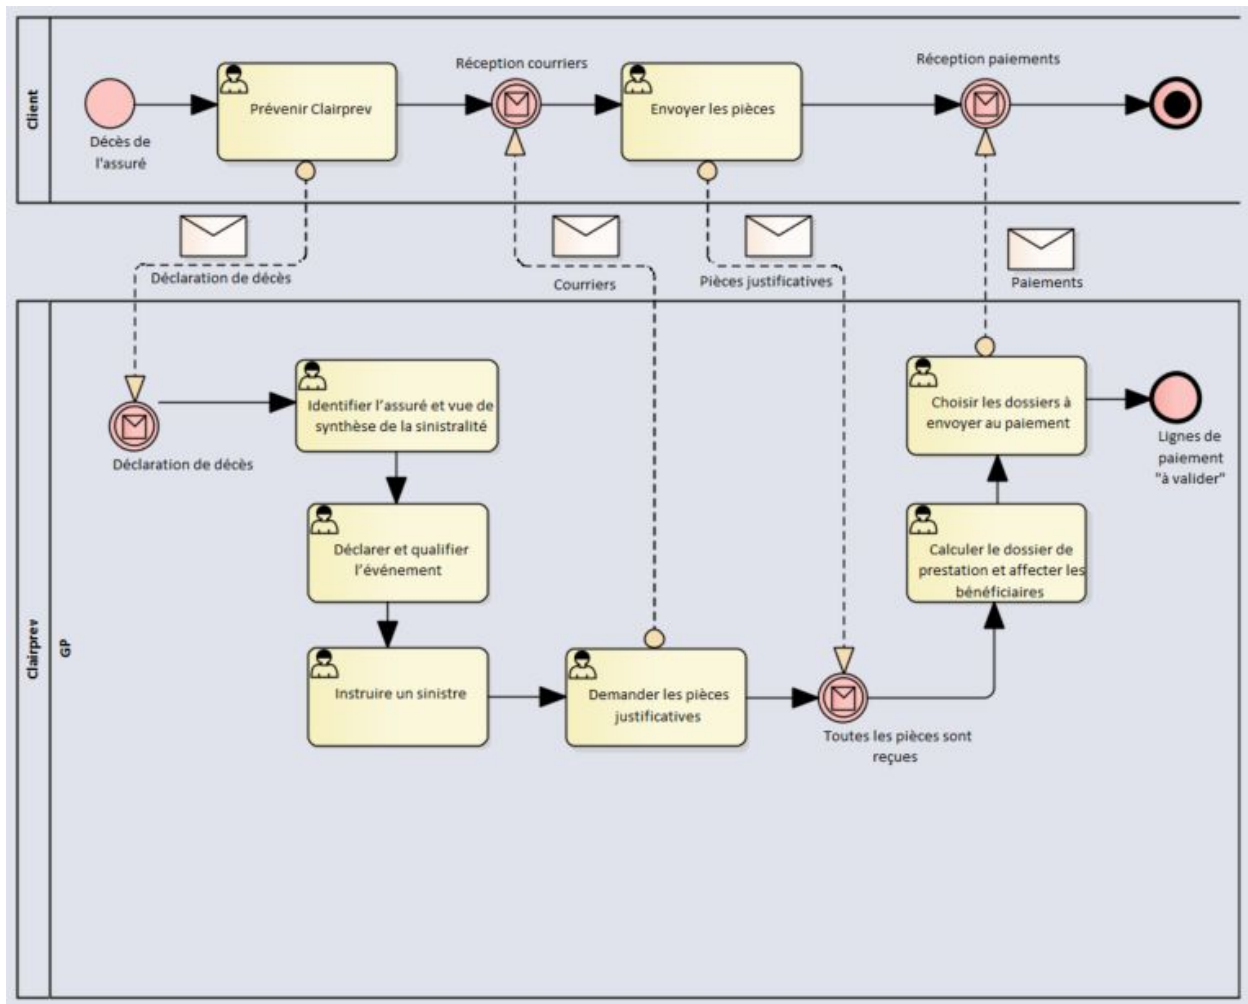 Client
Décès de
l'assuré
Prévenir Clairprev
Réception courriers
Envoyer les pièces
Réception paiements
Déclaration de décès
Courriers
Pièces justificatives
Paiements
Clairprev
GP
Déclaration de décès
Identifier l'assuré et vue de
synthèse de la sinistralité
Déclarer et qualifier
l'événement
Instruire un sinistre
Demander les pièces
justificatives
Toutes les pièces sont
reçues
Calculer le dossier de
prestation et affecter les
bénéficiaires
Choisir les dossiers à
envoyer au paiement
Lignes de
paiement
"à valider"